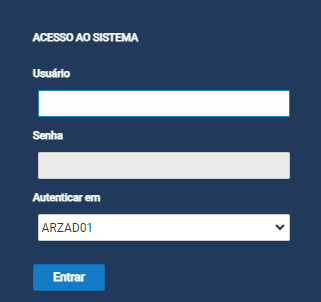 ACESSO AO SISTEMA
Usuário
Senha
Autenticar em
ARZAD01
Entrar